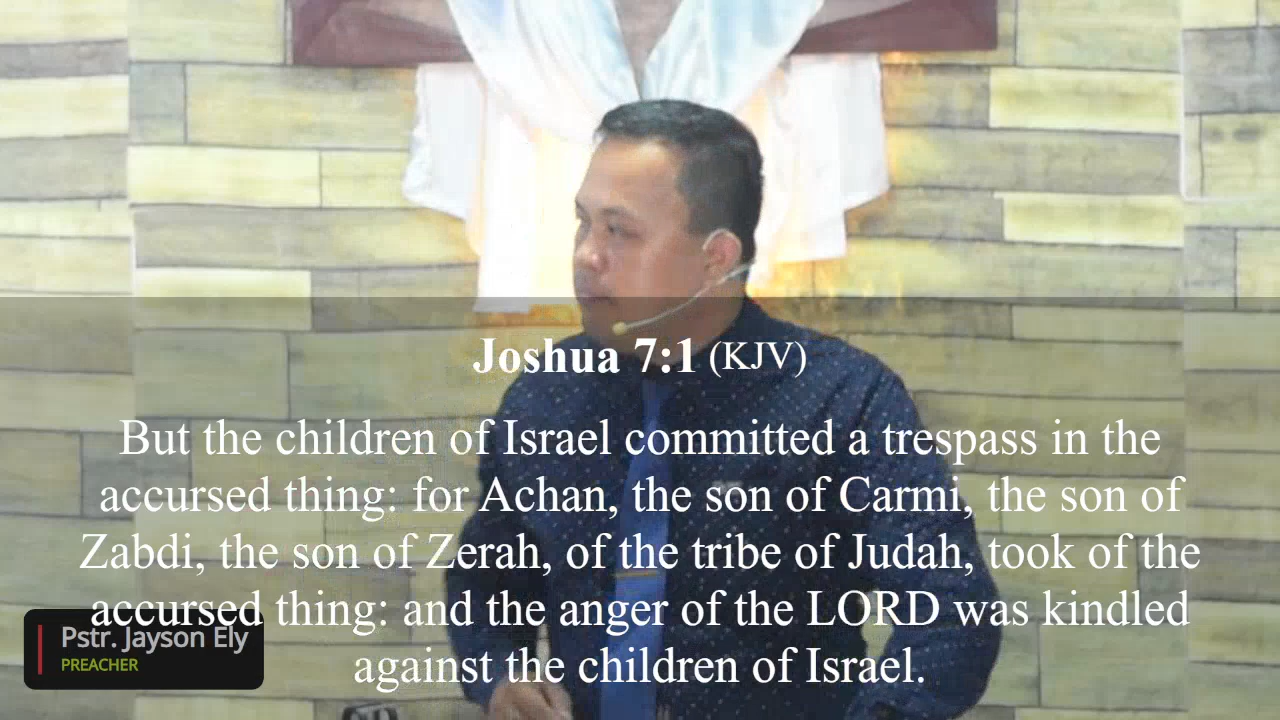 Joshua 7:1 (KJV)
But the children of Israel committed a trespass in the
accursed thing: for Achan, the son of Carmi, the son of
Zabdi, the son of Zerah, of the tribe of Judah, took of the
accursed thing: and the anger of the LORD was kindled
against the children of Israel.
Pstr. Jayson Ely
PREACHER